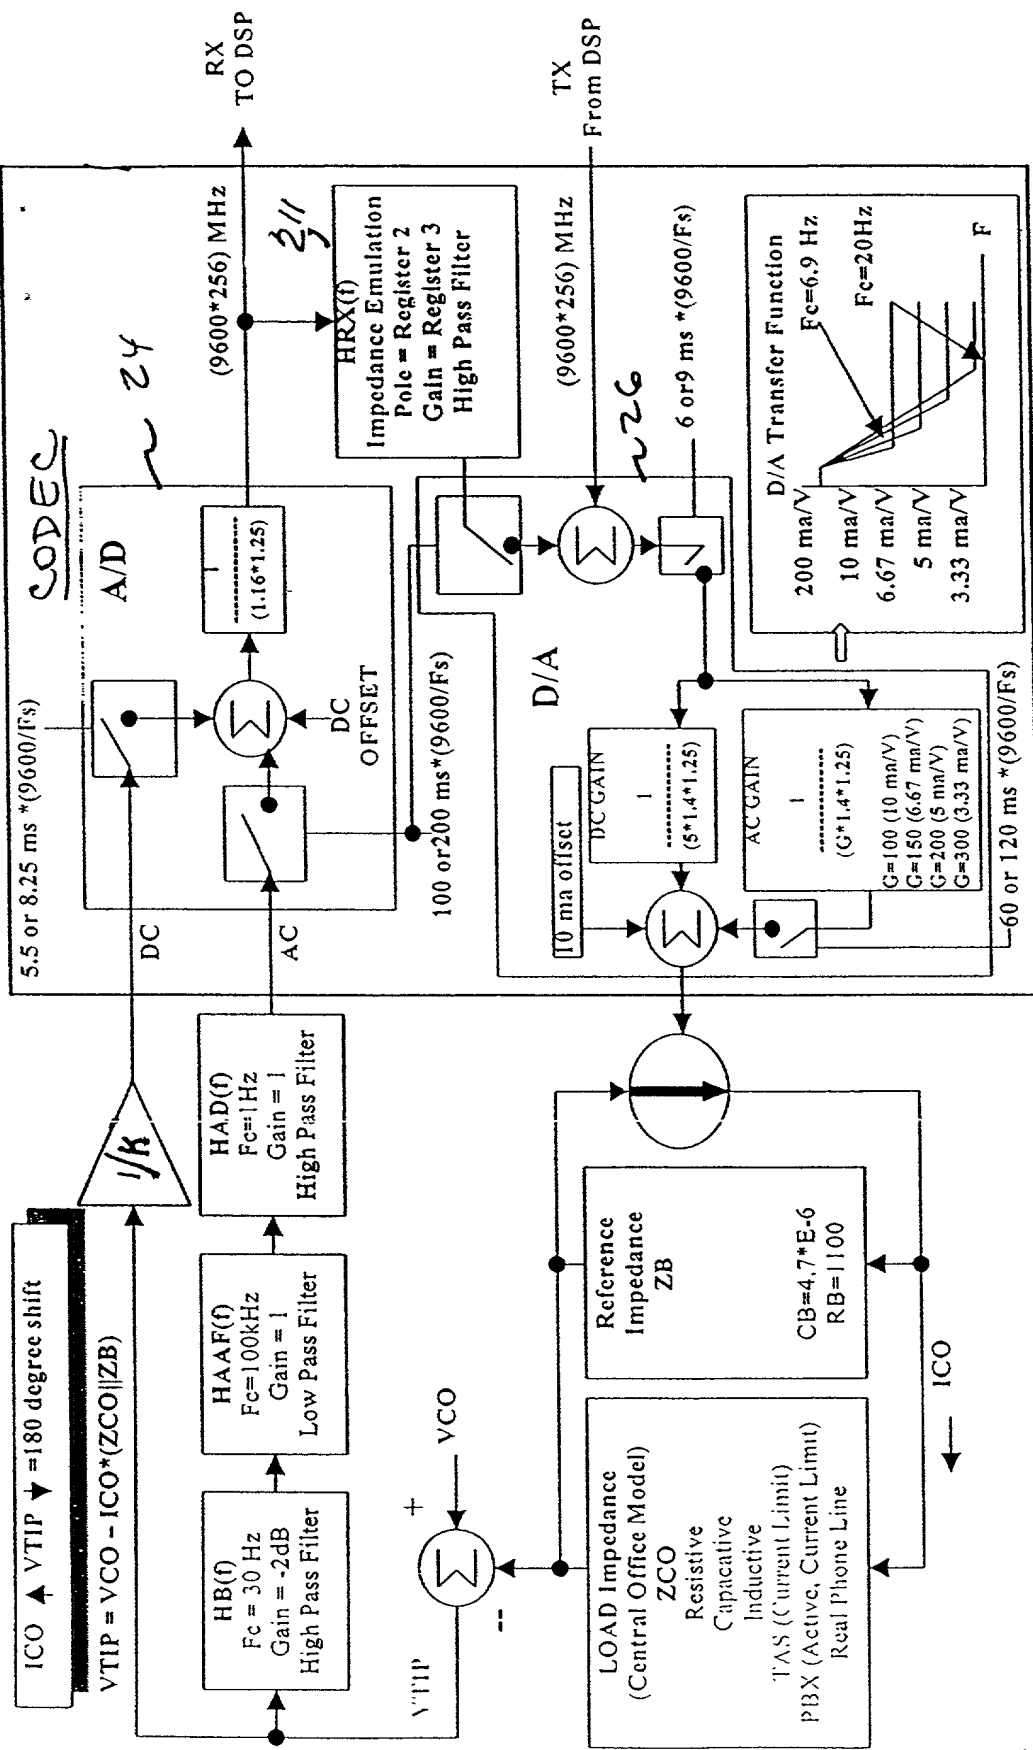 ICO VTIP =180 degree shift
VTIP = VCO - ICO*(ZCO||ZB)
1/K
HB(f)
Fc = 30 Hz
Gain = -2dB
High Pass Filter
HAAF(f)
Fc=100kHz
Gain = 1
Low Pass Filter
HAD(f)
Fc=1Hz
Gain = 1
High Pass Filter
VTIP
+
--
Σ
VCO
LOAD Impedance
(Central Office Model)
ZCO
Resistive
Capacative
Inductive
TAS (Current Limit)
PBX (Active, Current Limit)
Real Phone Line
Reference
Impedance
ZB
CB=4.7*E-6
RB=1100
ICO
CODEC
5.5 or 8.25 ms *(9600/Fs)
DC
AC
A/D
24
Σ
DC
OFFSET
1
------------
(1.16*1.25)
100 or200 ms*(9600/Fs)
RX
TO DSP
(9600*256) MHz
211
HRX(f)
Impedance Emulation
Pole = Register 2
Gain = Register 3
High Pass Filter
TX
From DSP
(9600*256) MHz
26
Σ
6 or9 ms *(9600/Fs)
D/A
10 ma offset
Σ
DC GAIN
1
------------
(5*1.4*1.25)
AC GAIN
1
------------
(G*1.4*1.25)
G=100 (10 ma/V)
G=150 (6.67 ma/V)
G=200 (5 ma/V)
G=300 (3.33 ma/V)
60 or 120 ms *(9600/Fs)
D/A Transfer Function
200 ma/V
10 ma/V
6.67 ma/V
5 ma/V
3.33 ma/V
Fc=6.9 Hz
Fc=20Hz
F